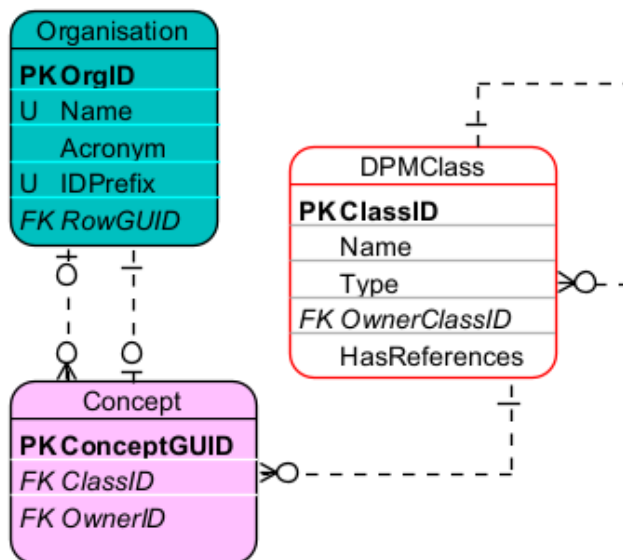 Organisation
PK OrgID
U Name
Acronym
U IDPrefix
FK RowGUID
DPMClass
PK ClassID
Name
Type
FK OwnerClassID
HasReferences
Concept
PK ConceptGUID
FK ClassID
FK OwnerID